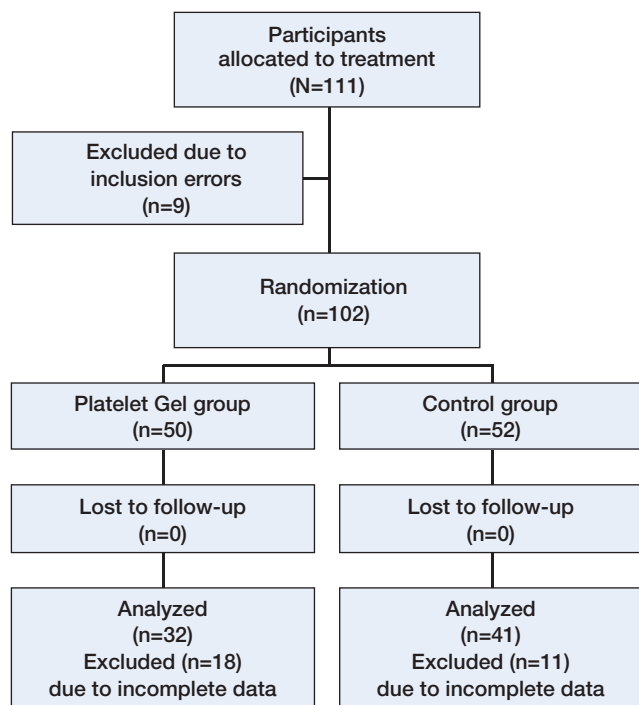 Participants
allocated to treatment
(N=111)
Excluded due to
inclusion errors
(n=9)
Randomization
(n=102)
Platelet Gel group
(n=50)
Control group
(n=52)
Lost to follow-up
(n=0)
Lost to follow-up
(n=0)
Analyzed
(n=32)
Excluded (n=18)
due to incomplete data
Analyzed
(n=41)
Excluded (n=11)
due to incomplete data